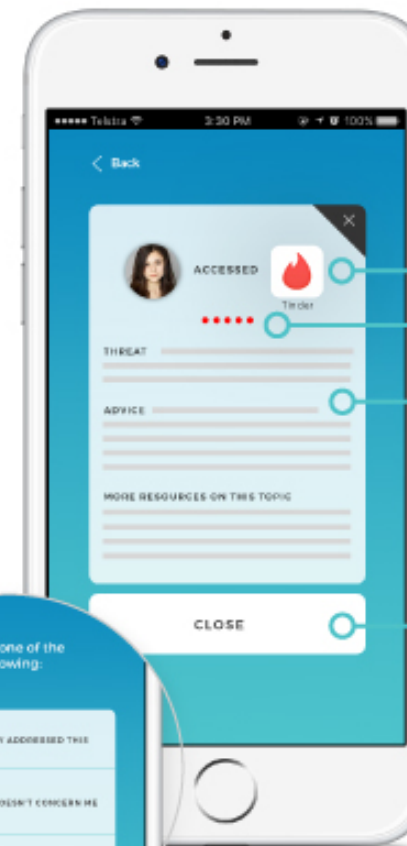 Telstra 3:30 PM 100%
Back
ACCESSED
Tinder
THREAT
ADVICE
MORE RESOURCES ON THIS TOPIC
CLOSE
one of the
owing:
ADDRESSED THIS
DOESN'T CONCERN ME